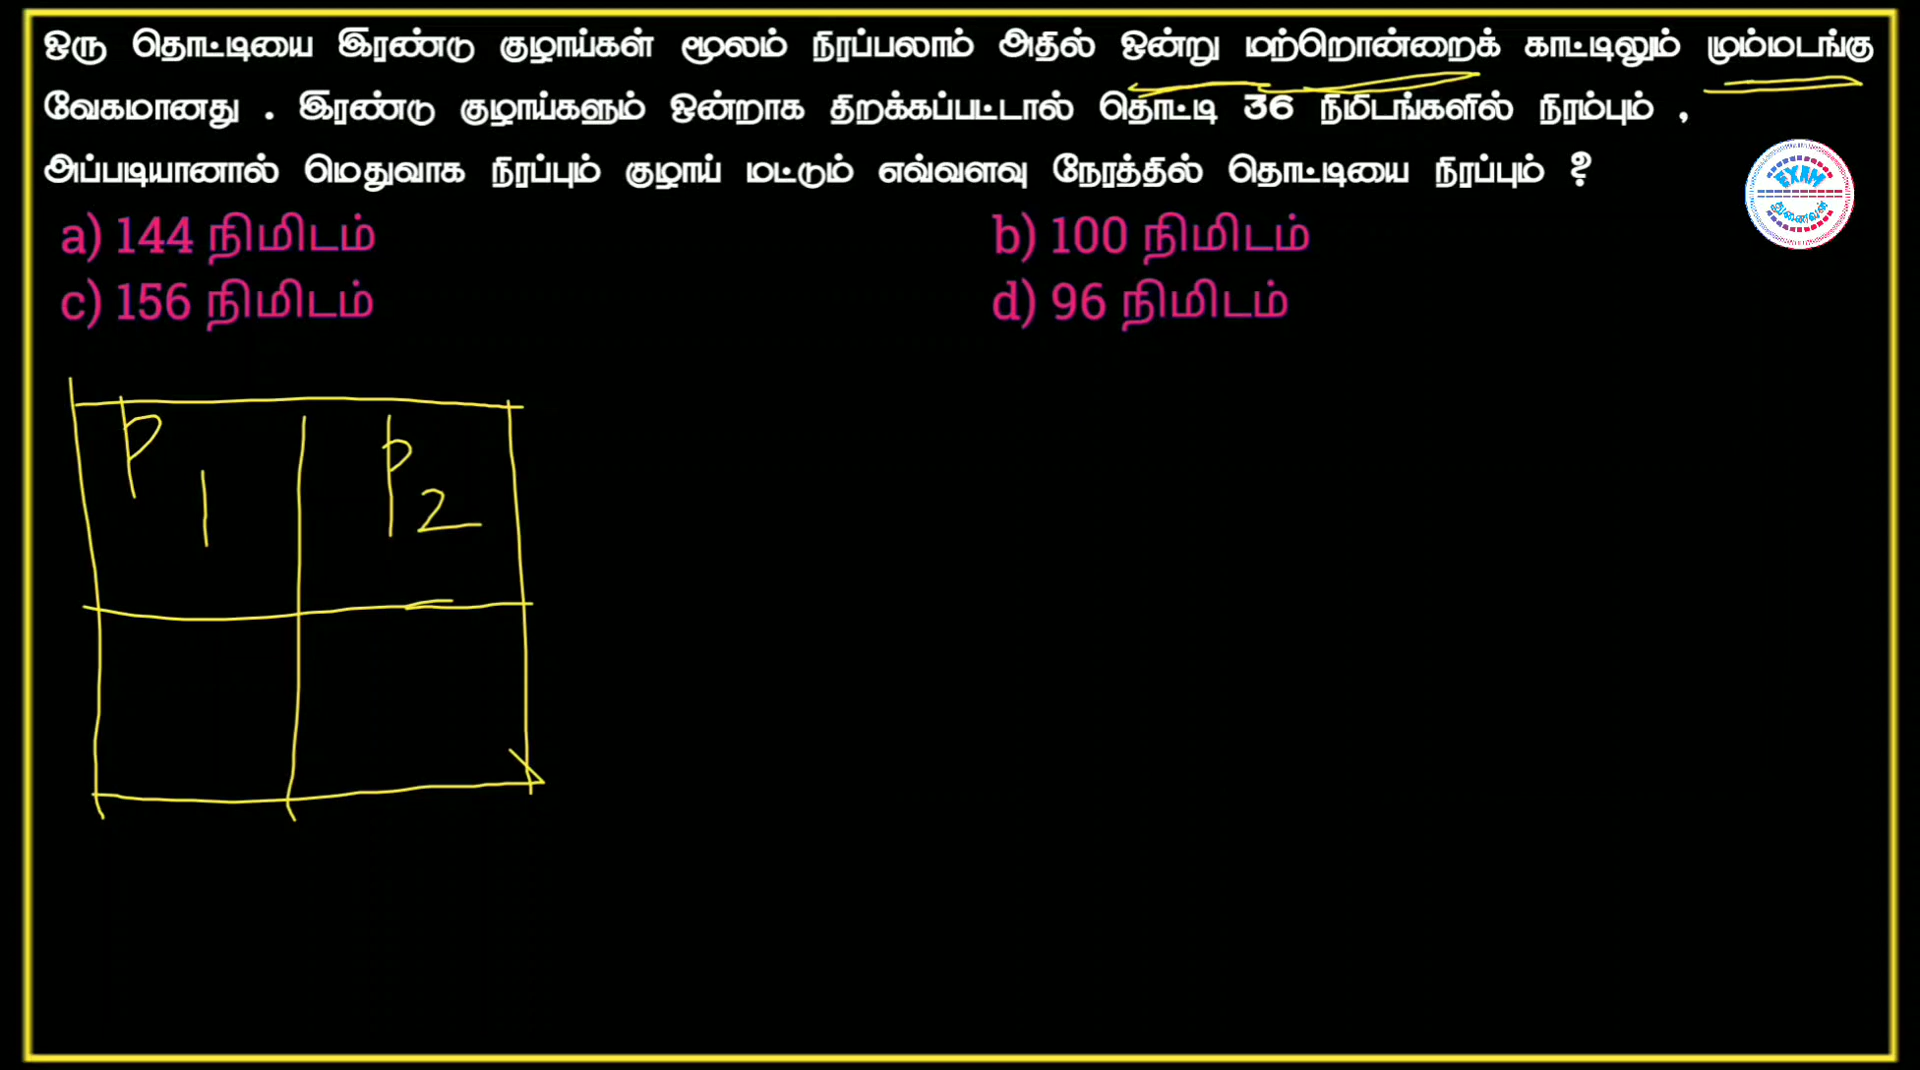 ஒரு தொட்டியை இரண்டு குழாய்கள் மூலம் நிரப்பலாம் அதில் ஒன்று மற்றொன்றைக் காட்டிலும் மும்மடங்கு
வேகமானது . இரண்டு குழாய்களும் ஒன்றாக திறக்கப்பட்டால் தொட்டி 36 நிமிடங்களில் நிரம்பும் ,
அப்படியானால் மெதுவாக நிரப்பும் குழாய் மட்டும் எவ்வளவு நேரத்தில் தொட்டியை நிரப்பும் ?
a) 144 நிமிடம் b) 100 நிமிடம்
c) 156 நிமிடம் d) 96 நிமிடம்
EXAM
P1 P2